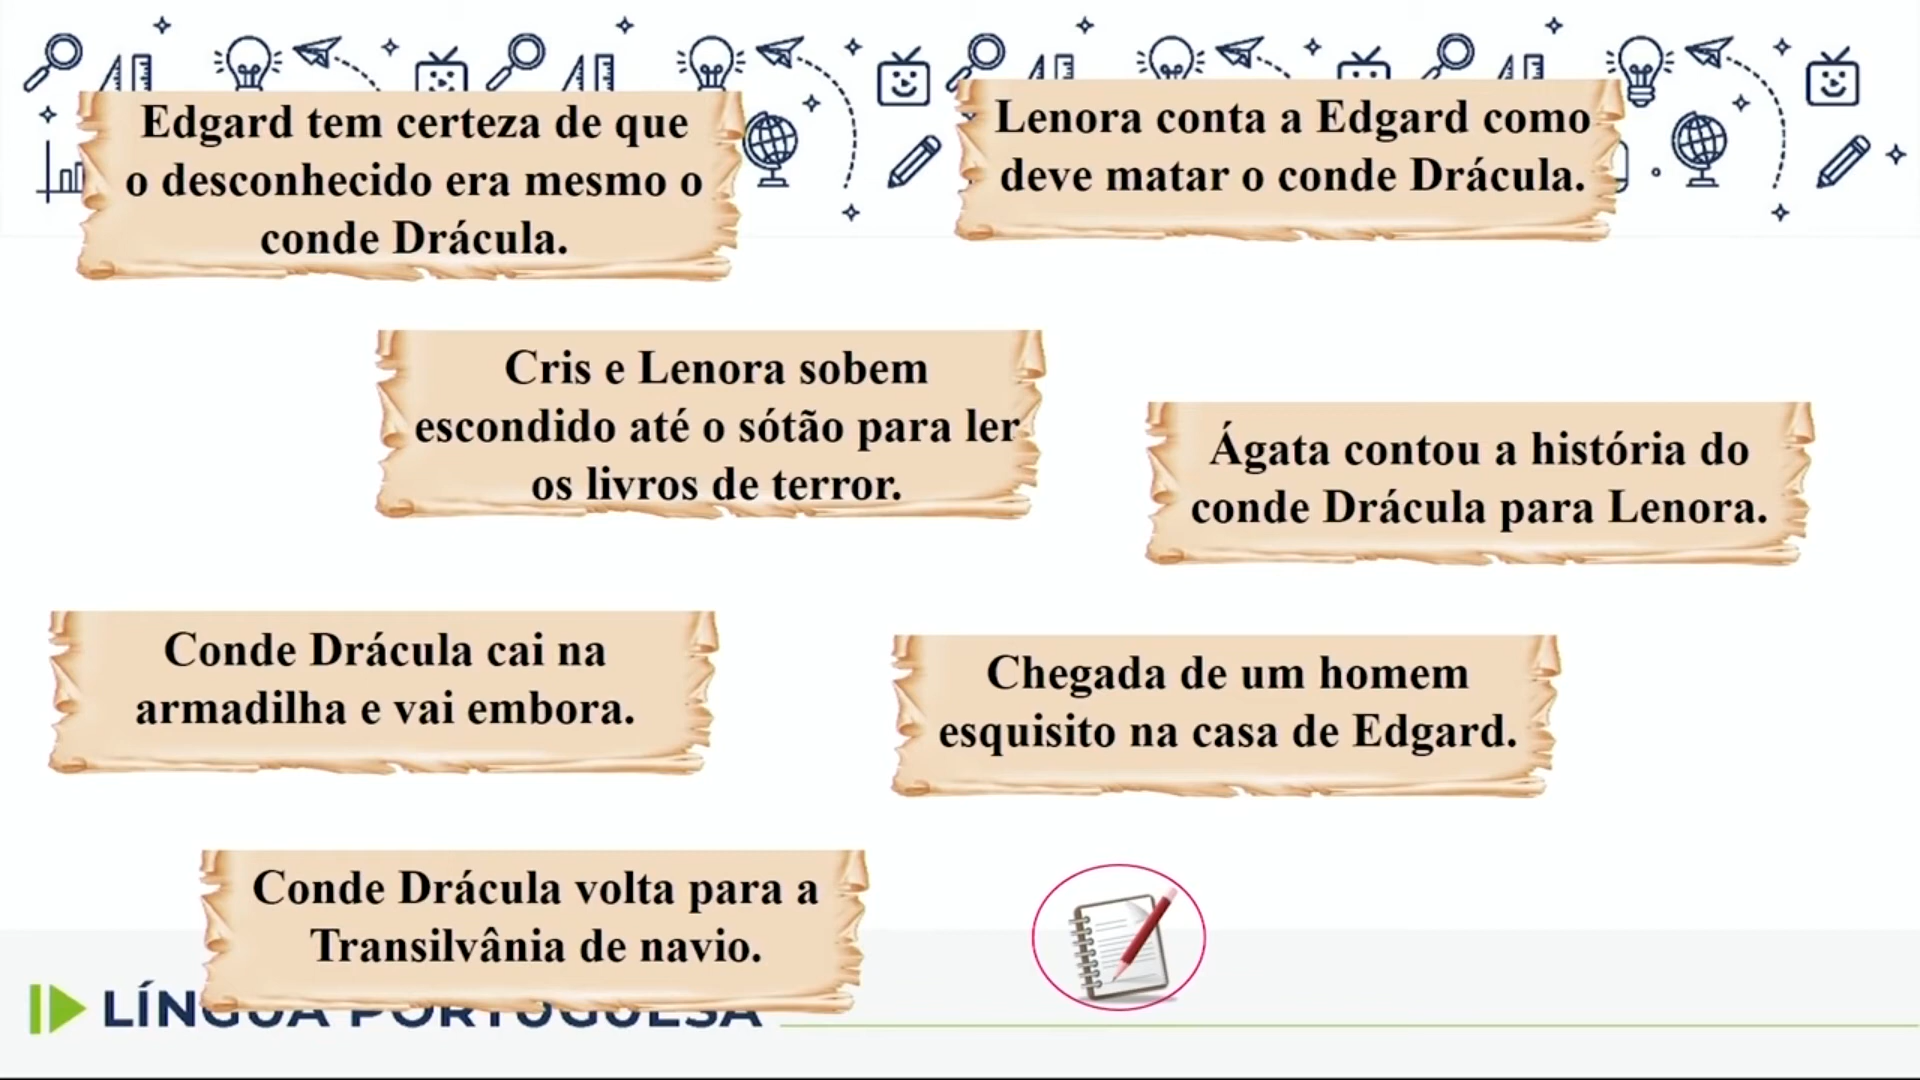 Edgard tem certeza de que
o desconhecido era mesmo o
conde Drácula.
Lenora conta a Edgard como
deve matar o conde Drácula.
Cris e Lenora sobem
escondido até o sótão para ler
os livros de terror.
Ágata contou a história do
conde Drácula para Lenora.
Conde Drácula cai na
armadilha e vai embora.
Chegada de um homem
esquisito na casa de Edgard.
Conde Drácula volta para a
Transilvânia de navio.
LÍNGUA PORTUGUESA